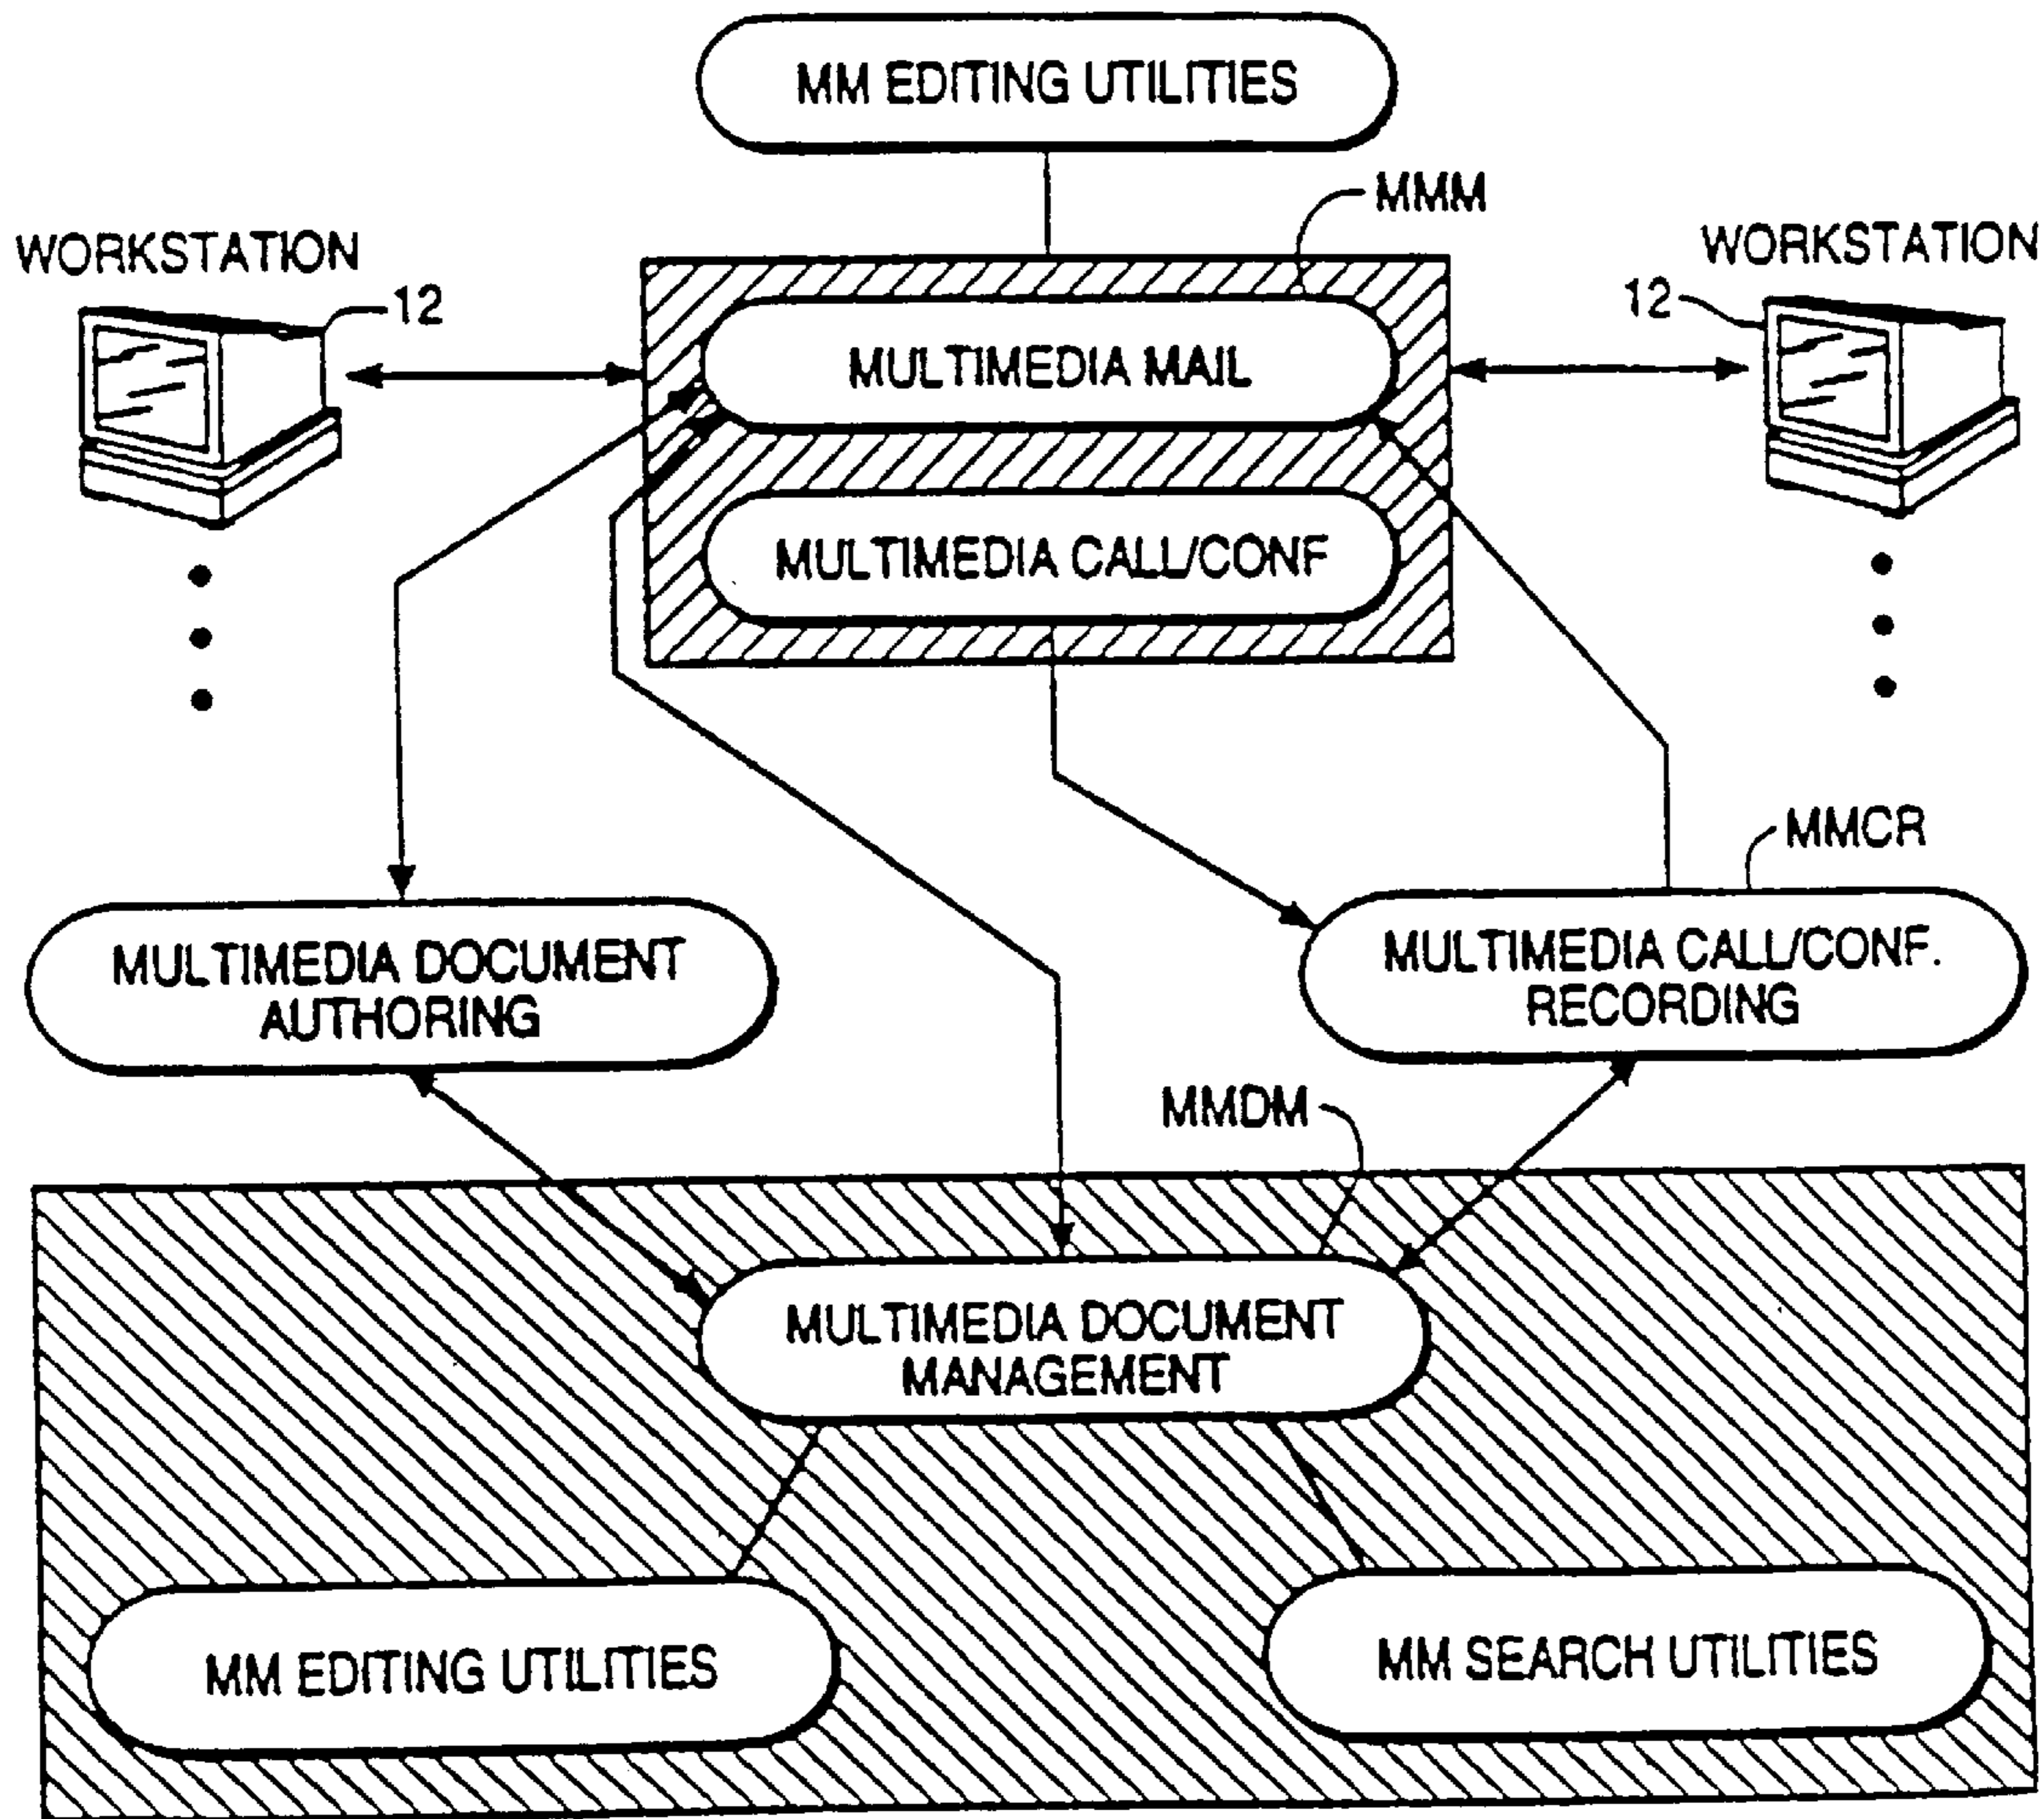 MM EDITING UTILITIES
MMM
WORKSTATION
WORKSTATION
12
12
MULTIMEDIA MAIL
MULTIMEDIA CALL/CONF
MMCR
MULTIMEDIA DOCUMENT
AUTHORING
MULTIMEDIA CALL/CONF.
RECORDING
MMDM
MULTIMEDIA DOCUMENT
MANAGEMENT
MM EDITING UTILITIES
MM SEARCH UTILITIES